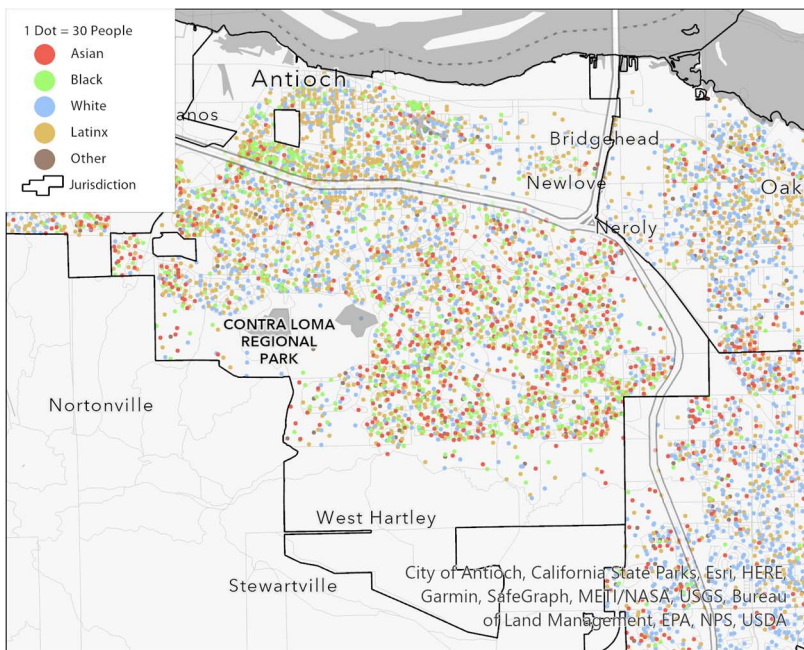 1 Dot = 30 People
Asian
Black
White
Latinx
Other
Jurisdiction
Antioch
anos
Bridgehead
Newlove
Oak
Neroly
CONTRA LOMA
REGIONAL
PARK
Nortonville
West Hartley
Stewartville
City of Antioch, California State Parks, Esri, HERE,
Garmin, SafeGraph, METI/NASA, USGS, Bureau
of Land Management, EPA, NPS, USDA